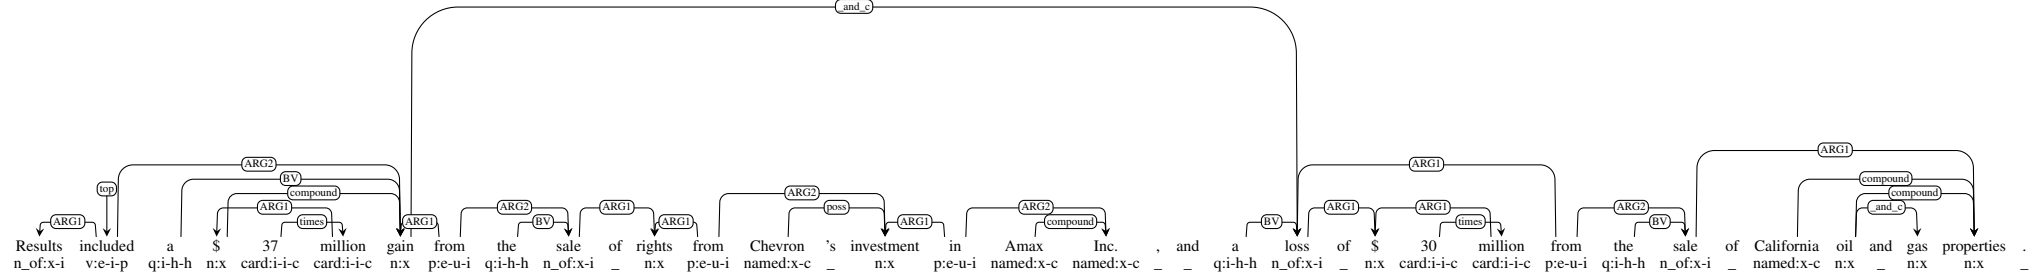 _and_c
ARG1
ARG2 ARG1
BV compound
top compound ARG2 compound
ARG1 ARG1 ARG2 ARG1 poss ARG2 ARG1 ARG1 ARG2 _and_c
ARG1 times ARG1 BV ARG1 ARG1 compound BV times BV
Results included a $ 37 million gain from the sale of rights from Chevron 's investment in Amax Inc. , and a loss of $ 30 million from the sale of California oil and gas properties .
n_of:x-i v:e-i-p q:i-h-h n:x card:i-i-c card:i-i-c n:x p:e-u-i q:i-h-h n_of:x-i _ n:x p:e-u-i named:x-c _ n:x p:e-u-i named:x-c named:x-c _ _ q:i-h-h n_of:x-i _ n:x card:i-i-c card:i-i-c p:e-u-i q:i-h-h n_of:x-i _ named:x-c n:x _ n:x n:x _